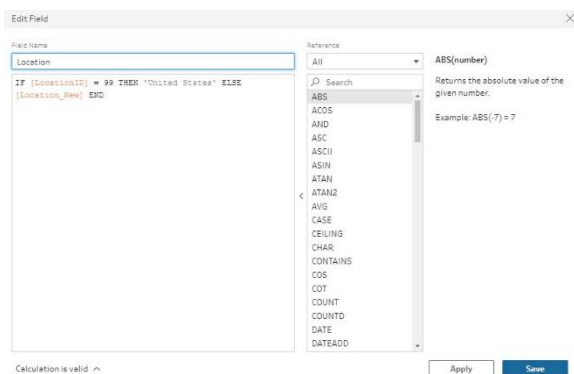 Edit Field
Field Name
Location
IF [LocationID] = 99 THEN 'United States' ELSE
[Location_New] END
Reference
All
Search
ABS
ACOS
AND
ASC
ASCII
ASIN
ATAN
ATAN2
AVG
CASE
CEILING
CHAR
CONTAINS
COS
COT
COUNT
COUNTD
DATE
DATEADD
ABS(number)
Returns the absolute value of the
given number.
Example: ABS(-7) = 7
Calculation is valid
Apply
Save